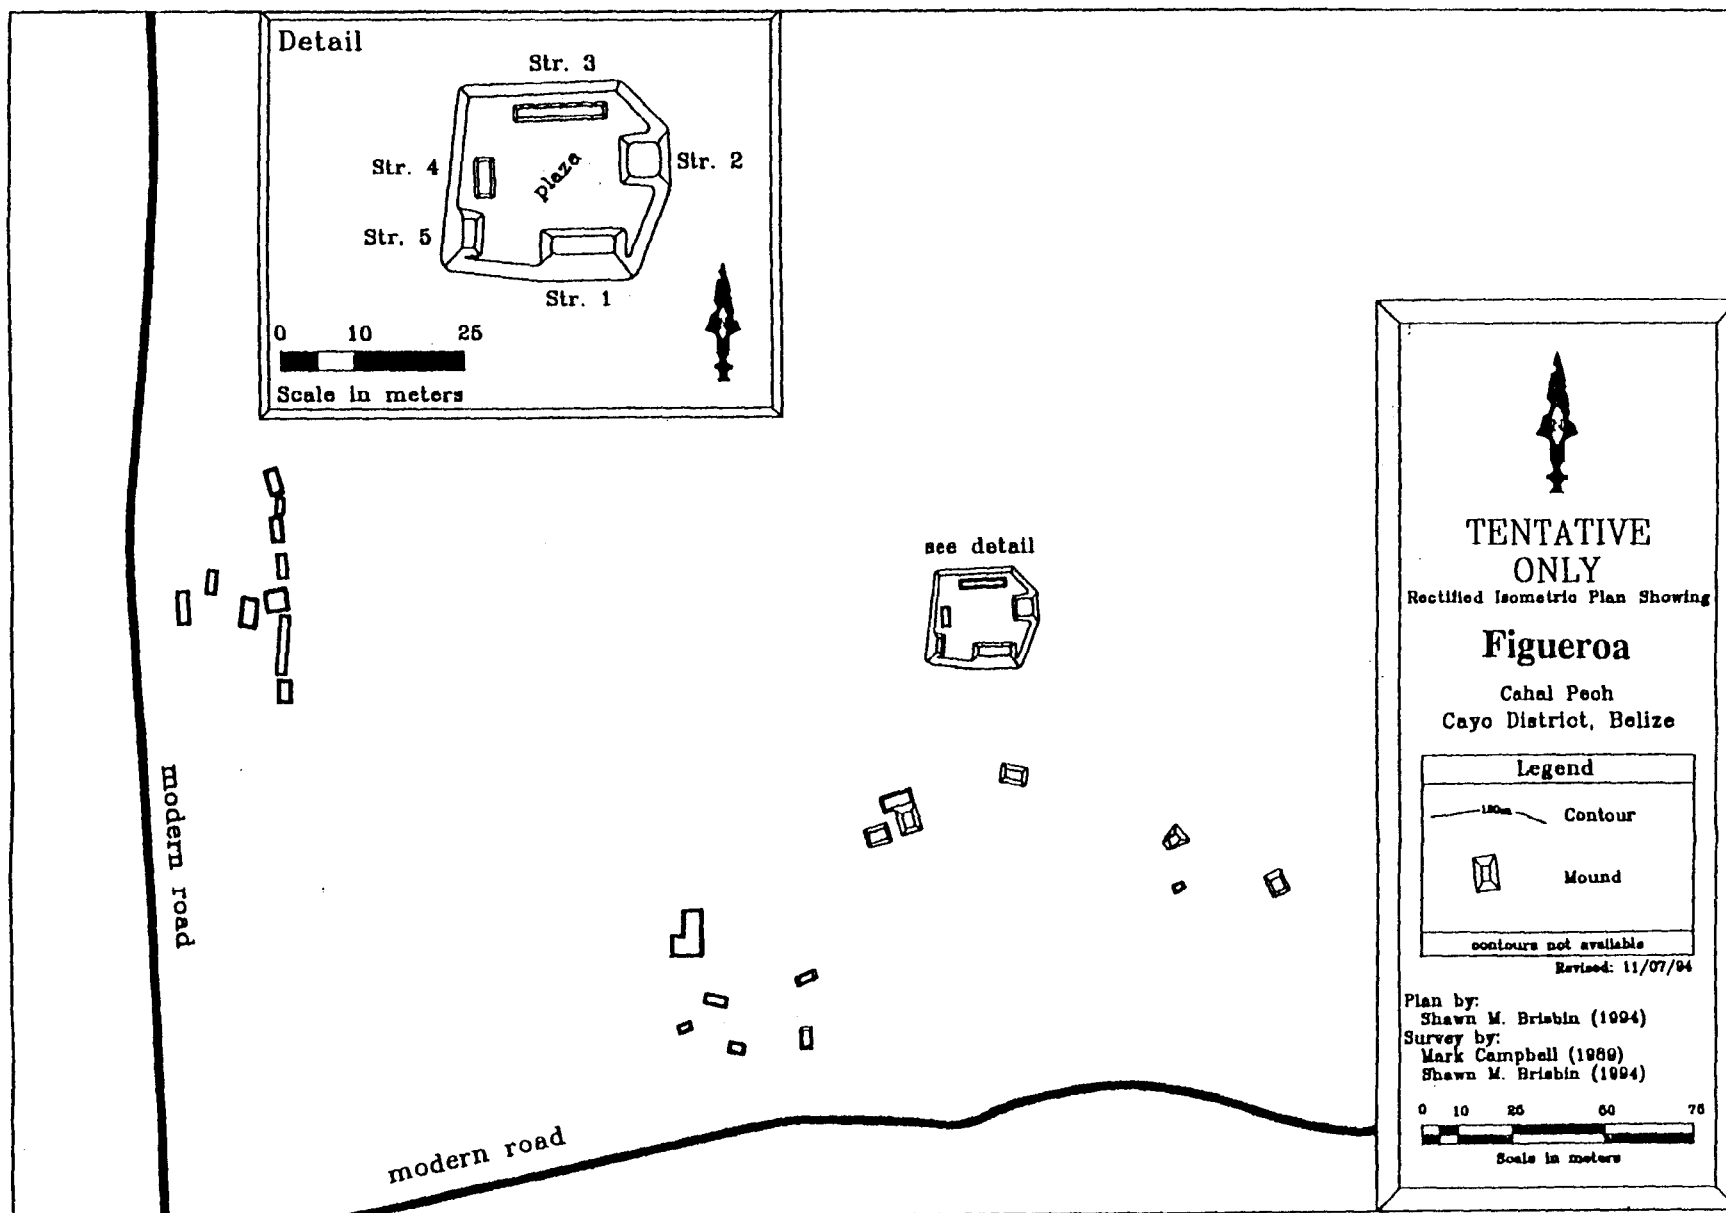 Detail
Str. 3
Str. 4
plaza
Str. 2
Str. 5
Str. 1
0 10 25
Scale in meters
N
see detail
modern road
modern road
N
TENTATIVE
ONLY
Rectified Isometric Plan Showing
Figueroa
Cahal Pech
Cayo District, Belize
Legend
180m Contour
Mound
contours not available
Revised: 11/07/94
Plan by:
Shawn M. Brisbin (1994)
Survey by:
Mark Campbell (1989)
Shawn M. Brisbin (1994)
0 10 25 50 75
Scale in meters